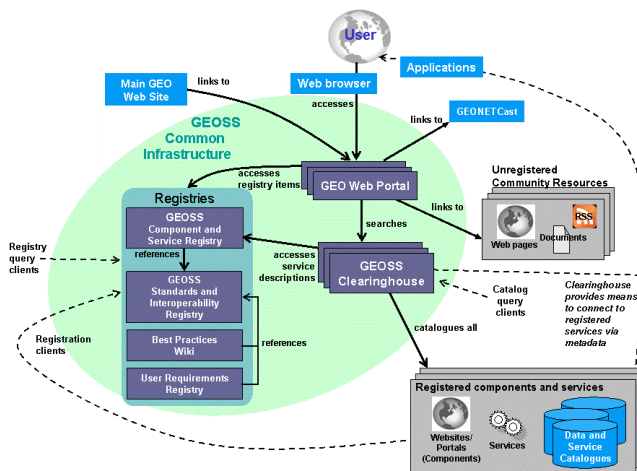 User
Main GEO
Web Site
links to
Web browser
Applications
accesses
links to
GEONETCast
GEOSS
Common
Infrastructure
accesses
registry items
GEO Web Portal
Unregistered
Community Resources
RSS
Web pages
Documents
links to
Registries
GEOSS
Component and
Service Registry
searches
references
accesses
service
descriptions
GEOSS
Clearinghouse
Registry
query
clients
GEOSS
Standards and
Interoperability
Registry
Catalog
query
clients
Clearinghouse
provides means
to connect to
registered
services via
metadata
Registration
clients
Best Practices
Wiki
references
catalogues all
User Requirements
Registry
Registered components and services
Websites/
Portals
(Components)
Services
Data and
Service
Catalogues